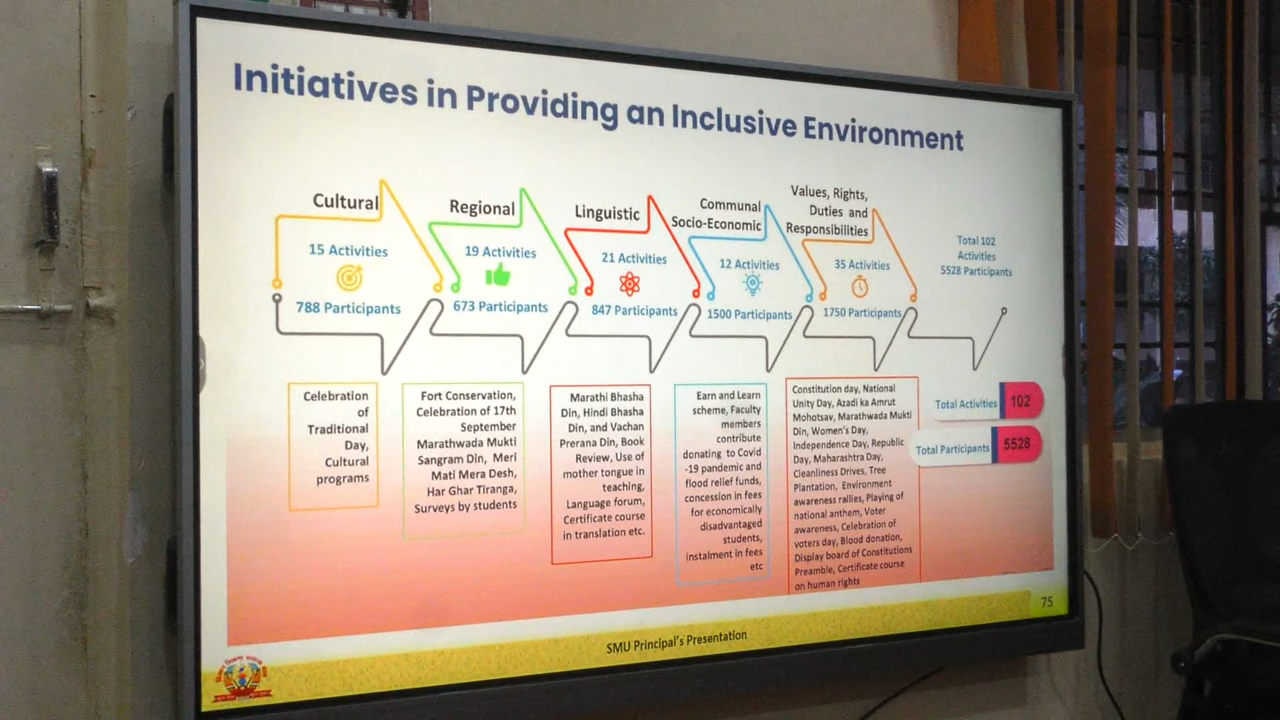 Initiatives in Providing an Inclusive Environment
Cultural
15 Activities
788 Participants
Regional
19 Activities
673 Participants
Linguistic
21 Activities
847 Participants
Communal
Socio-Economic
12 Activities
1500 Participants
Values, Rights,
Duties and
Responsibilities
35 Activities
1750 Participants
Total 102
Activities
5528 Participants
Celebration
of
Traditional
Day,
Cultural
programs
Fort Conservation,
Celebration of 17th
September
Marathwada Mukti
Sangram Din, Meri
Mati Mera Desh,
Har Ghar Tiranga,
Surveys by students
Marathi Bhasha
Din, Hindi Bhasha
Din, and Vachan
Prerana Din, Book
Review, Use of
mother tongue in
teaching,
Language forum,
Certificate course
in translation etc.
Earn and Learn
scheme, Faculty
members
contribute
donating to Covid
-19 pandemic and
flood relief funds,
concession in fees
for economically
disadvantaged
students,
instalment in fees
etc
Constitution day, National
Unity Day, Azadi ka Amrut
Mohotsav, Marathwada Mukti
Din, Women's Day,
Independence Day, Republic
Day, Maharashtra Day,
Cleanliness Drives, Tree
Plantation, Environment
awareness rallies, Playing of
national anthem, Voter
awareness, Celebration of
voters day, Blood donation,
Display board of Constitutions
Preamble, Certificate course
on human rights
Total Activities 102
Total Participants 5528
SMU Principal's Presentation
75